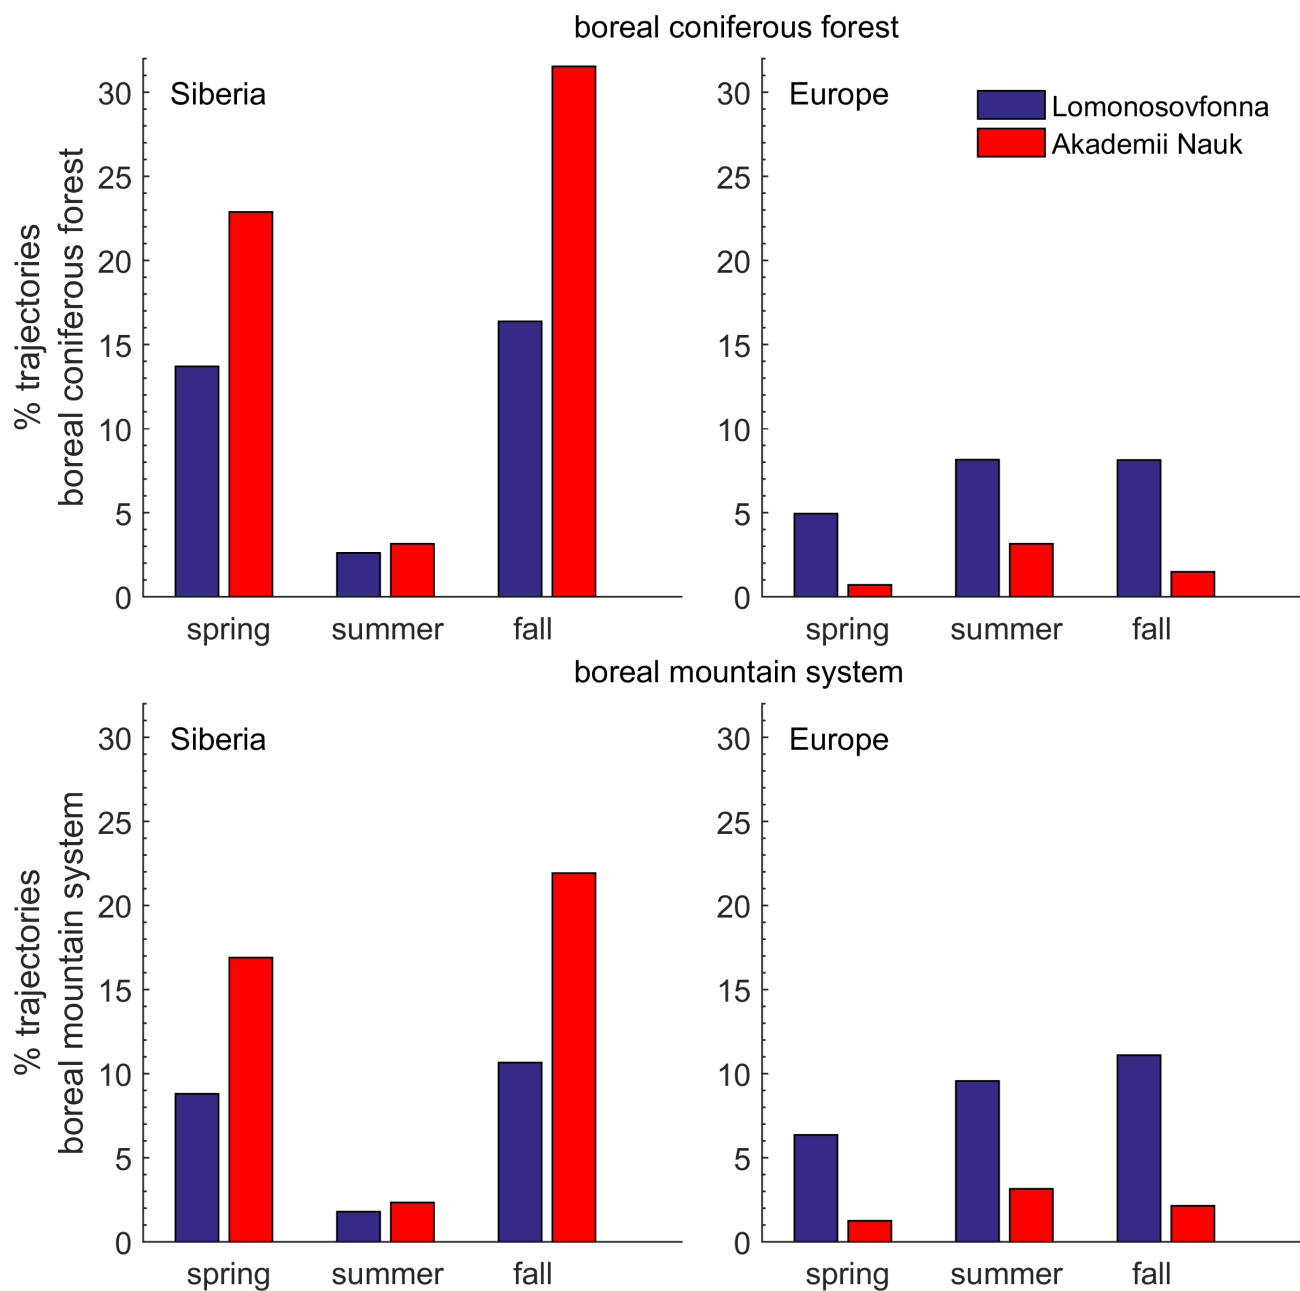 boreal coniferous forest
Siberia
Europe
Lomonosovfonna
Akademii Nauk
% trajectories
boreal coniferous forest
30
25
20
15
10
5
0
spring summer fall
30
25
20
15
10
5
0
spring summer fall
boreal mountain system
Siberia
Europe
% trajectories
boreal mountain system
30
25
20
15
10
5
0
spring summer fall
30
25
20
15
10
5
0
spring summer fall